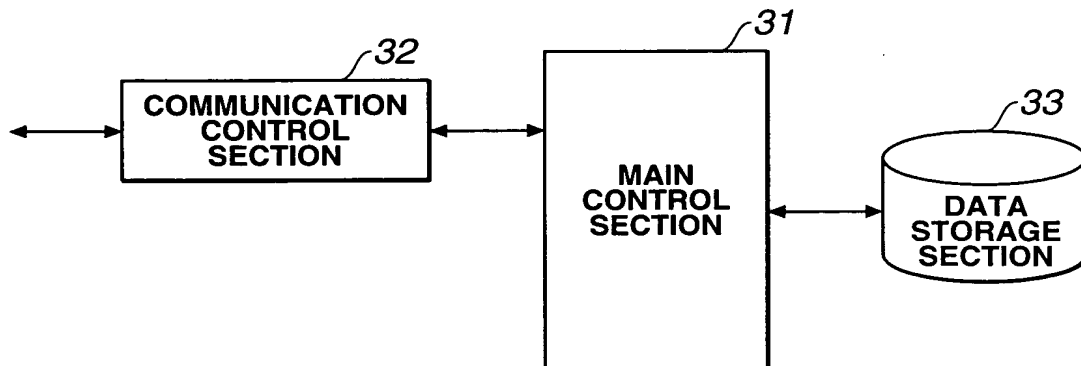 32
COMMUNICATION
CONTROL
SECTION
31
MAIN
CONTROL
SECTION
33
DATA
STORAGE
SECTION